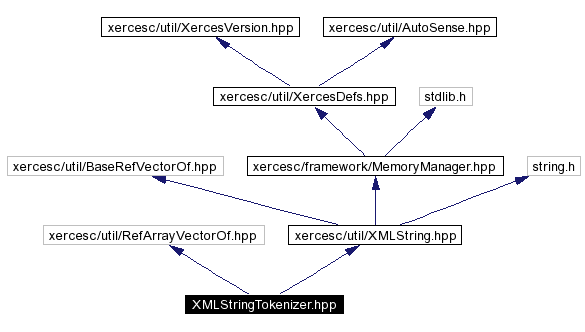 xercesc/util/XercesVersion.hpp
xercesc/util/AutoSense.hpp
xercesc/util/XercesDefs.hpp
stdlib.h
xercesc/util/BaseRefVectorOf.hpp
xercesc/framework/MemoryManager.hpp
string.h
xercesc/util/RefArrayVectorOf.hpp
xercesc/util/XMLString.hpp
XMLStringTokenizer.hpp